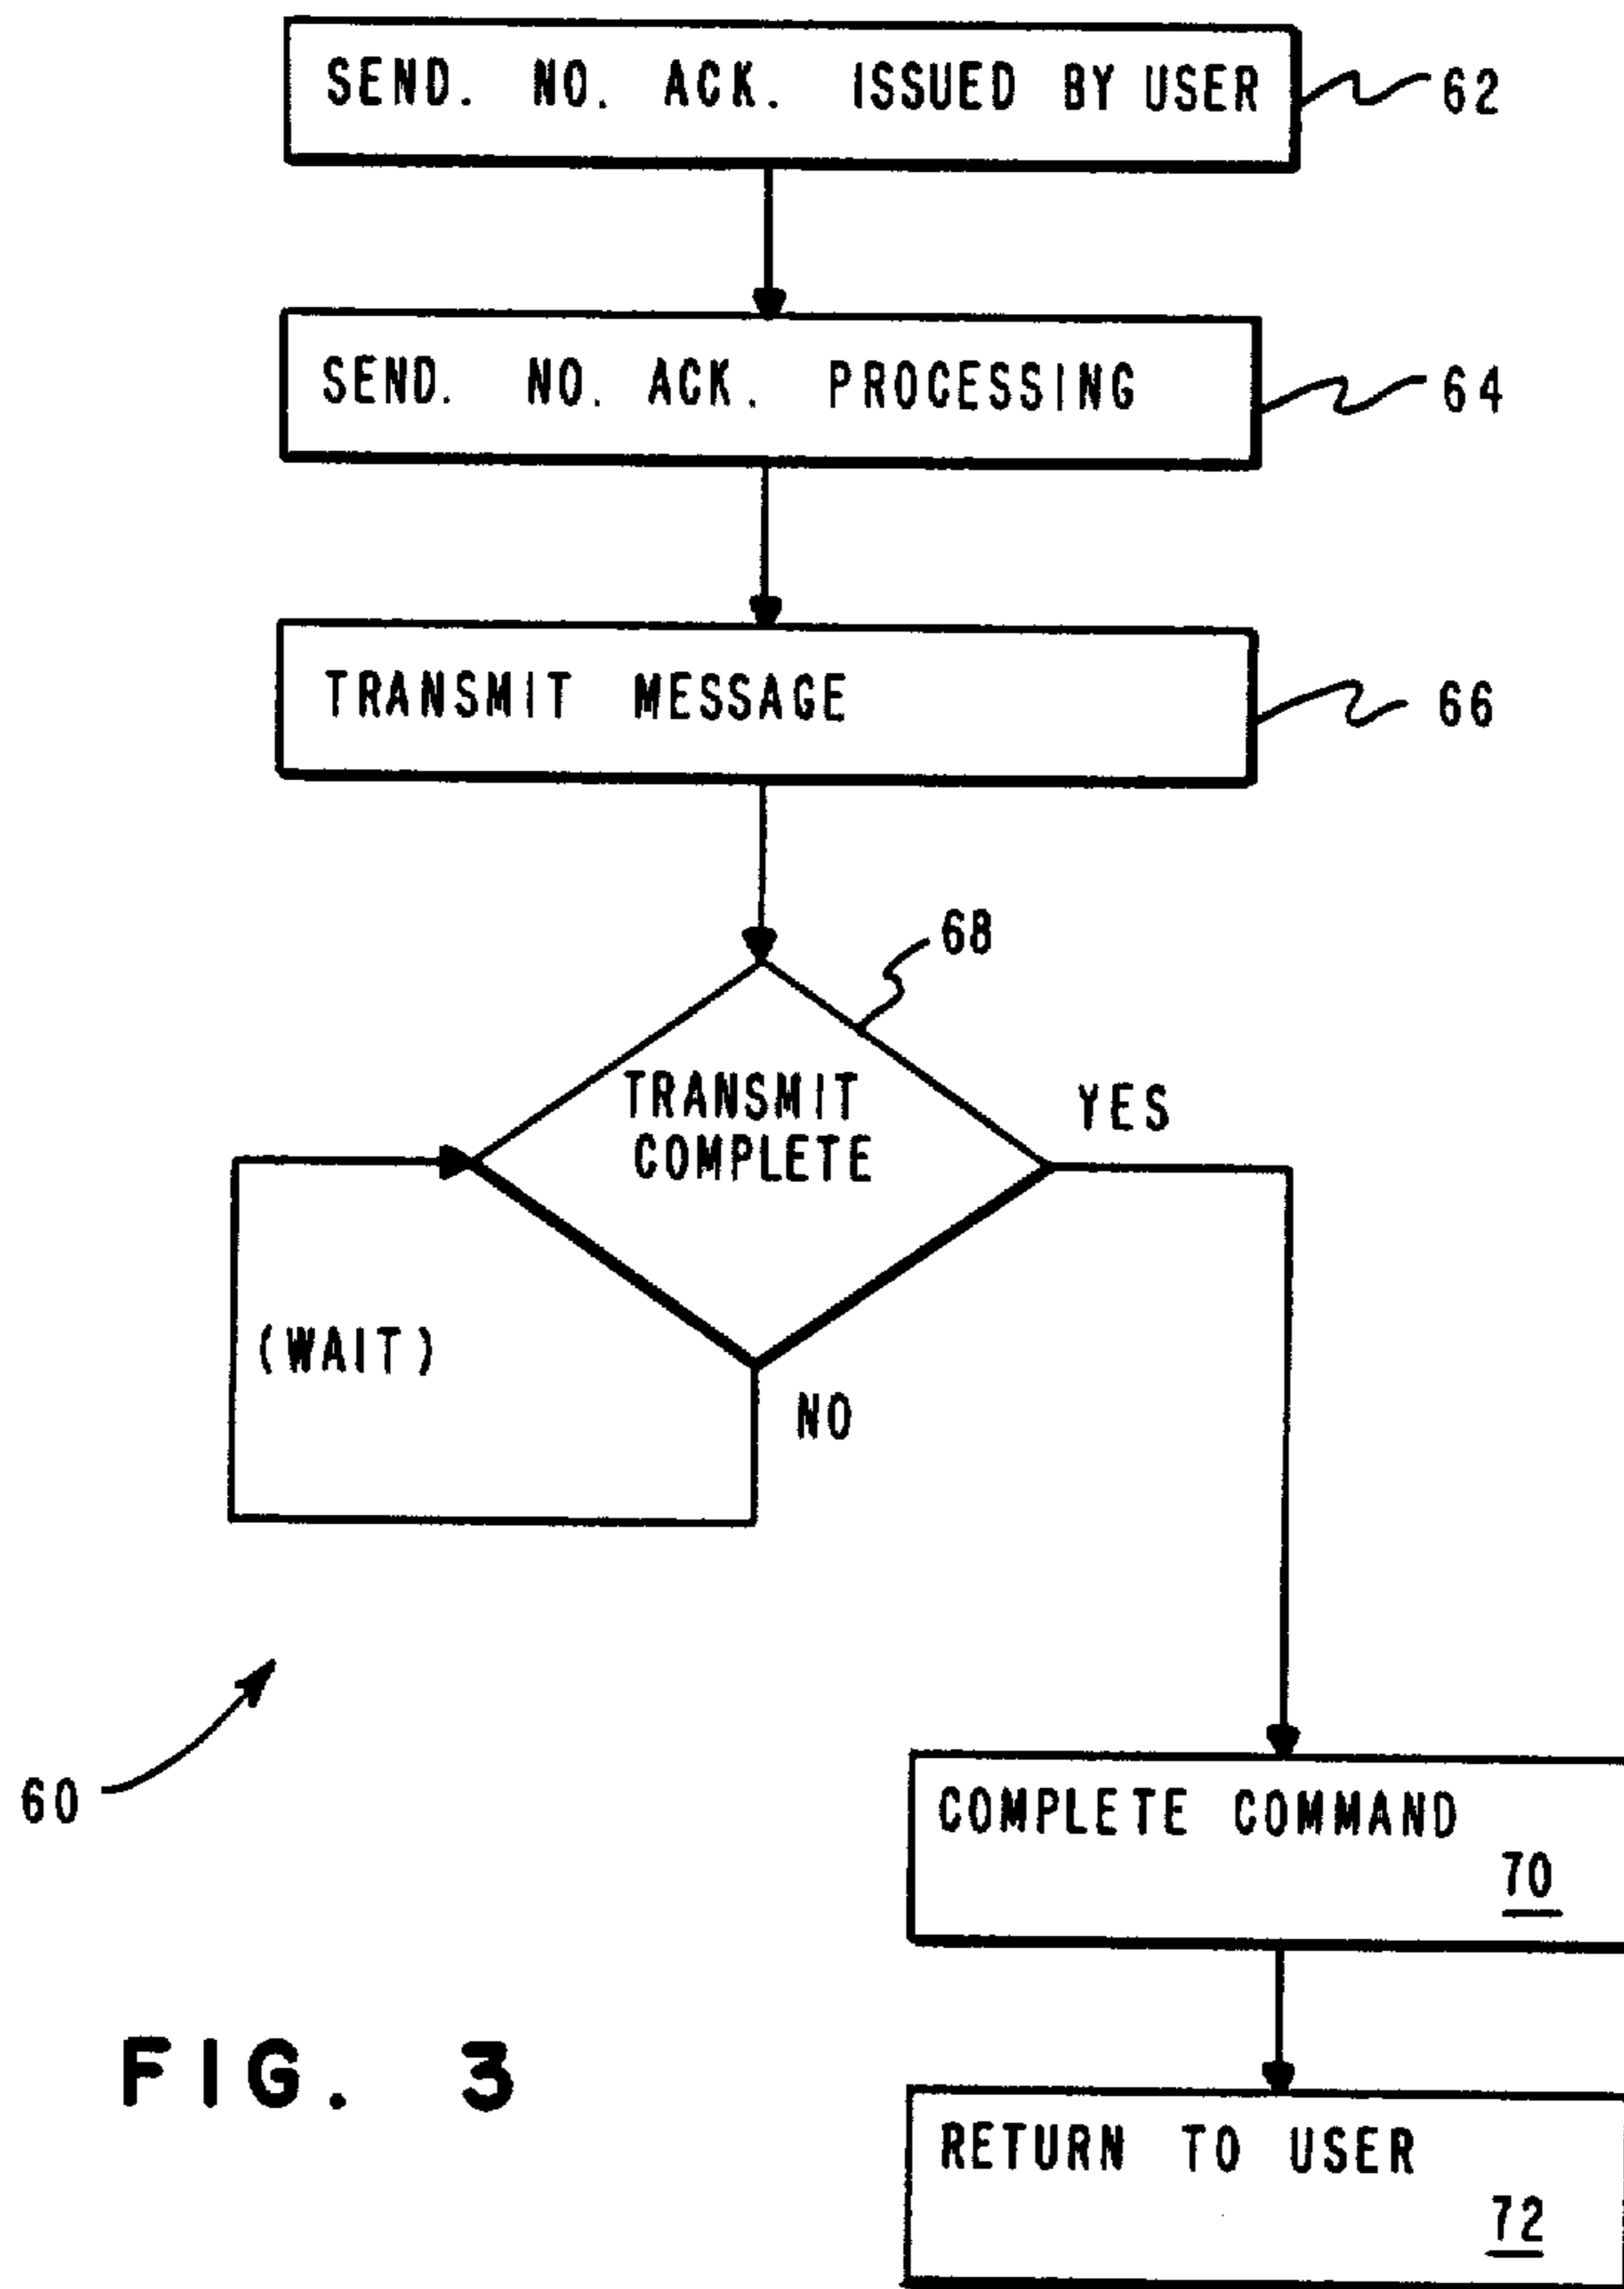 SEND. NO. ACK. ISSUED BY USER
62
SEND. NO. ACK. PROCESSING
64
TRANSMIT MESSAGE
66
68
TRANSMIT
COMPLETE
YES
(WAIT)
NO
60
COMPLETE COMMAND
70
RETURN TO USER
72
FIG. 3